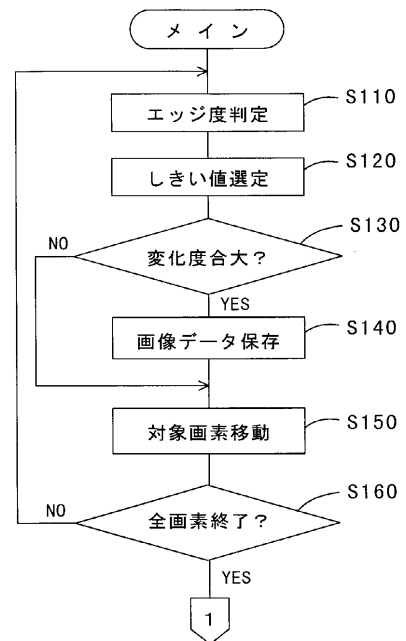 メイン
エッジ度判定
S110
しきい値選定
S120
変化度合大?
S130
NO
YES
画像データ保存
S140
対象画素移動
S150
全画素終了?
S160
NO
YES
1